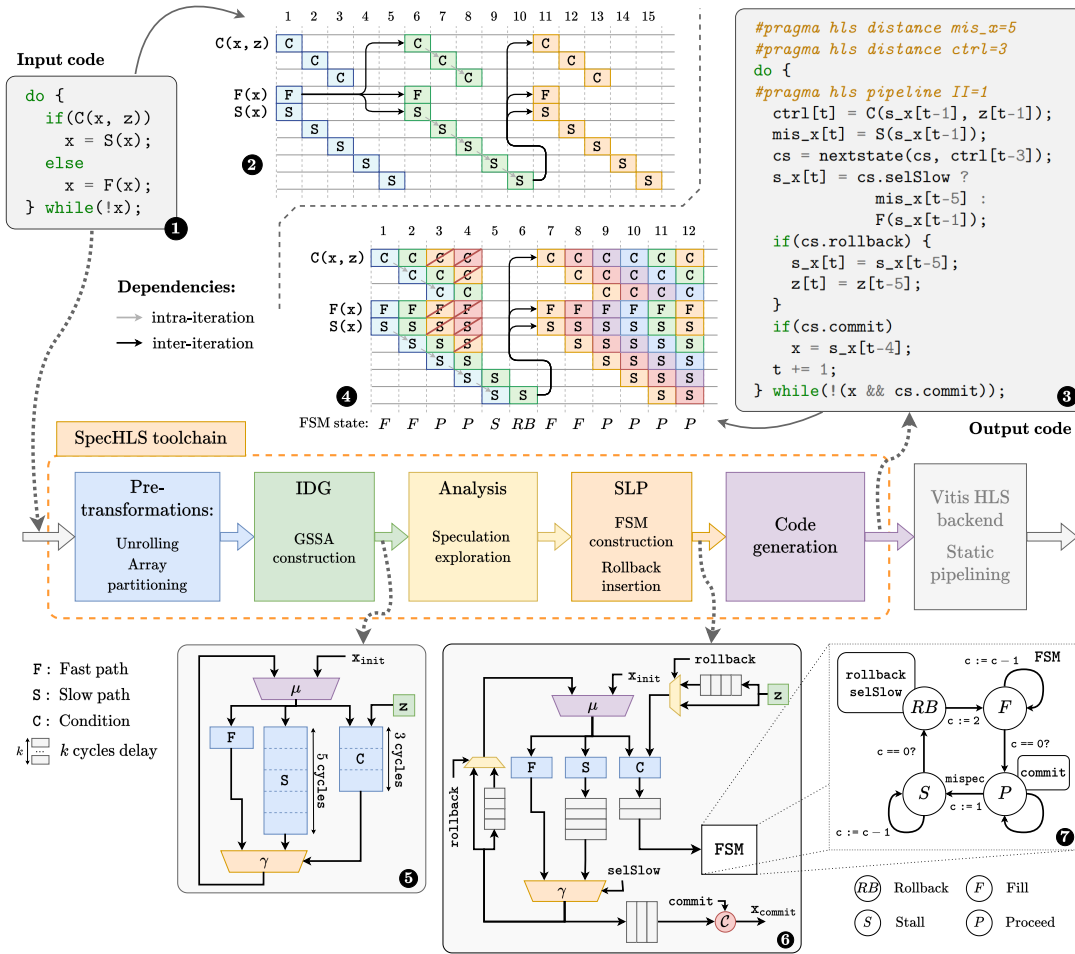 Input code
do {
if(C(x, z))
x = S(x);
else
x = F(x);
} while(!x);
1
1 2 3 4 5 6 7 8 9 10 11 12 13 14 15
C(x, z) C C C
C C C
C C C
F(x) F F F
S(x) S S S
S S S
S S S
S S S
S S S
2
#pragma hls distance mis_x=5
#pragma hls distance ctrl=3
do {
#pragma hls pipeline II=1
ctrl[t] = C(s_x[t-1], z[t-1]);
mis_x[t] = S(s_x[t-1]);
cs = nextstate(cs, ctrl[t-3]);
s_x[t] = cs.selSlow ?
mis_x[t-5] :
F(s_x[t-1]);
if(cs.rollback) {
s_x[t] = s_x[t-5];
z[t] = z[t-5];
}
if(cs.commit)
x = s_x[t-4];
t += 1;
} while(!(x && cs.commit));
3
Output code
Dependencies:
intra-iteration
inter-iteration
1 2 3 4 5 6 7 8 9 10 11 12
C(x, z) C C C C C C C C C C
C C C C C C C C
C C C C C C
F(x) F F F F F F F F F F
S(x) S S S S S S S S S S
S S S S S S S S
S S S S S S
S S S S S
S S S S
4
FSM state: F F P P S RB F F P P P P
SpecHLS toolchain
Pre-
transformations:
Unrolling
Array
partitioning
IDG
GSSA
construction
Analysis
Speculation
exploration
SLP
FSM
construction
Rollback
insertion
Code
generation
Vitis HLS
backend
Static
pipelining
F : Fast path
S : Slow path
C : Condition
k ... k cycles delay
x_init
μ
z
F
S
5 cycles
C
3 cycles
γ
5
rollback
x_init
μ
z
F S C
rollback
FSM
γ
selSlow
commit
C
x_commit
6
rollback
selSlow
RB
c := c − 1
FSM
F
c := 2
c == 0?
c == 0?
commit
S
mispec
c := 1
P
c := c − 1
7
RB Rollback
F Fill
S Stall
P Proceed